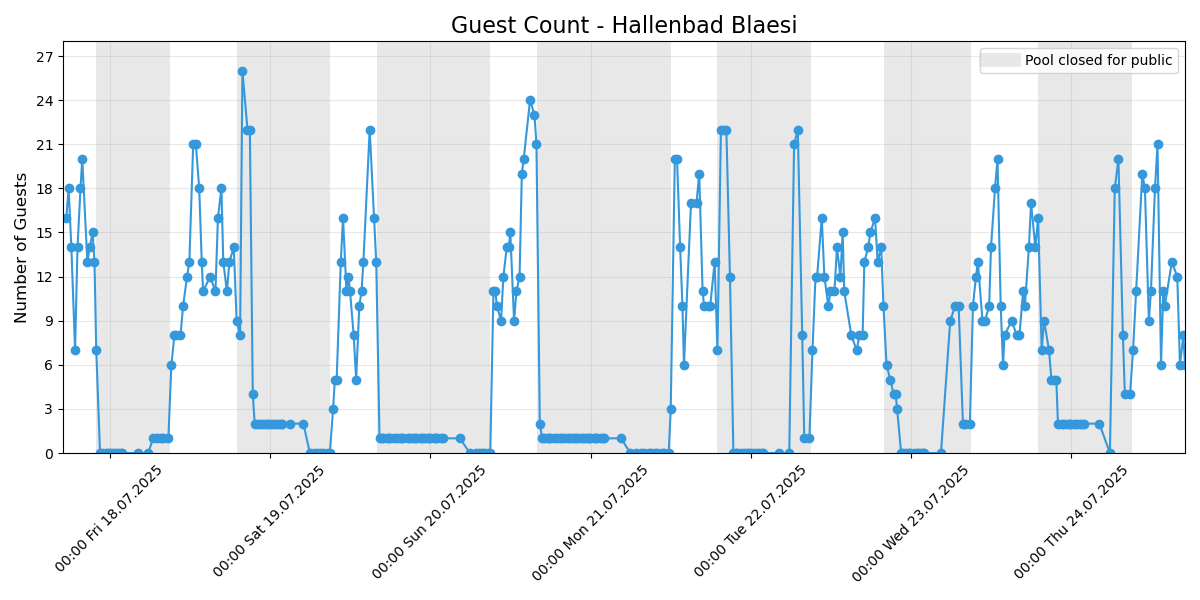 Guest Count - Hallenbad Blaesi
Pool closed for public
Number of Guests
27
24
21
18
15
12
9
6
3
0
00:00 Fri 18.07.2025
00:00 Sat 19.07.2025
00:00 Sun 20.07.2025
00:00 Mon 21.07.2025
00:00 Tue 22.07.2025
00:00 Wed 23.07.2025
00:00 Thu 24.07.2025